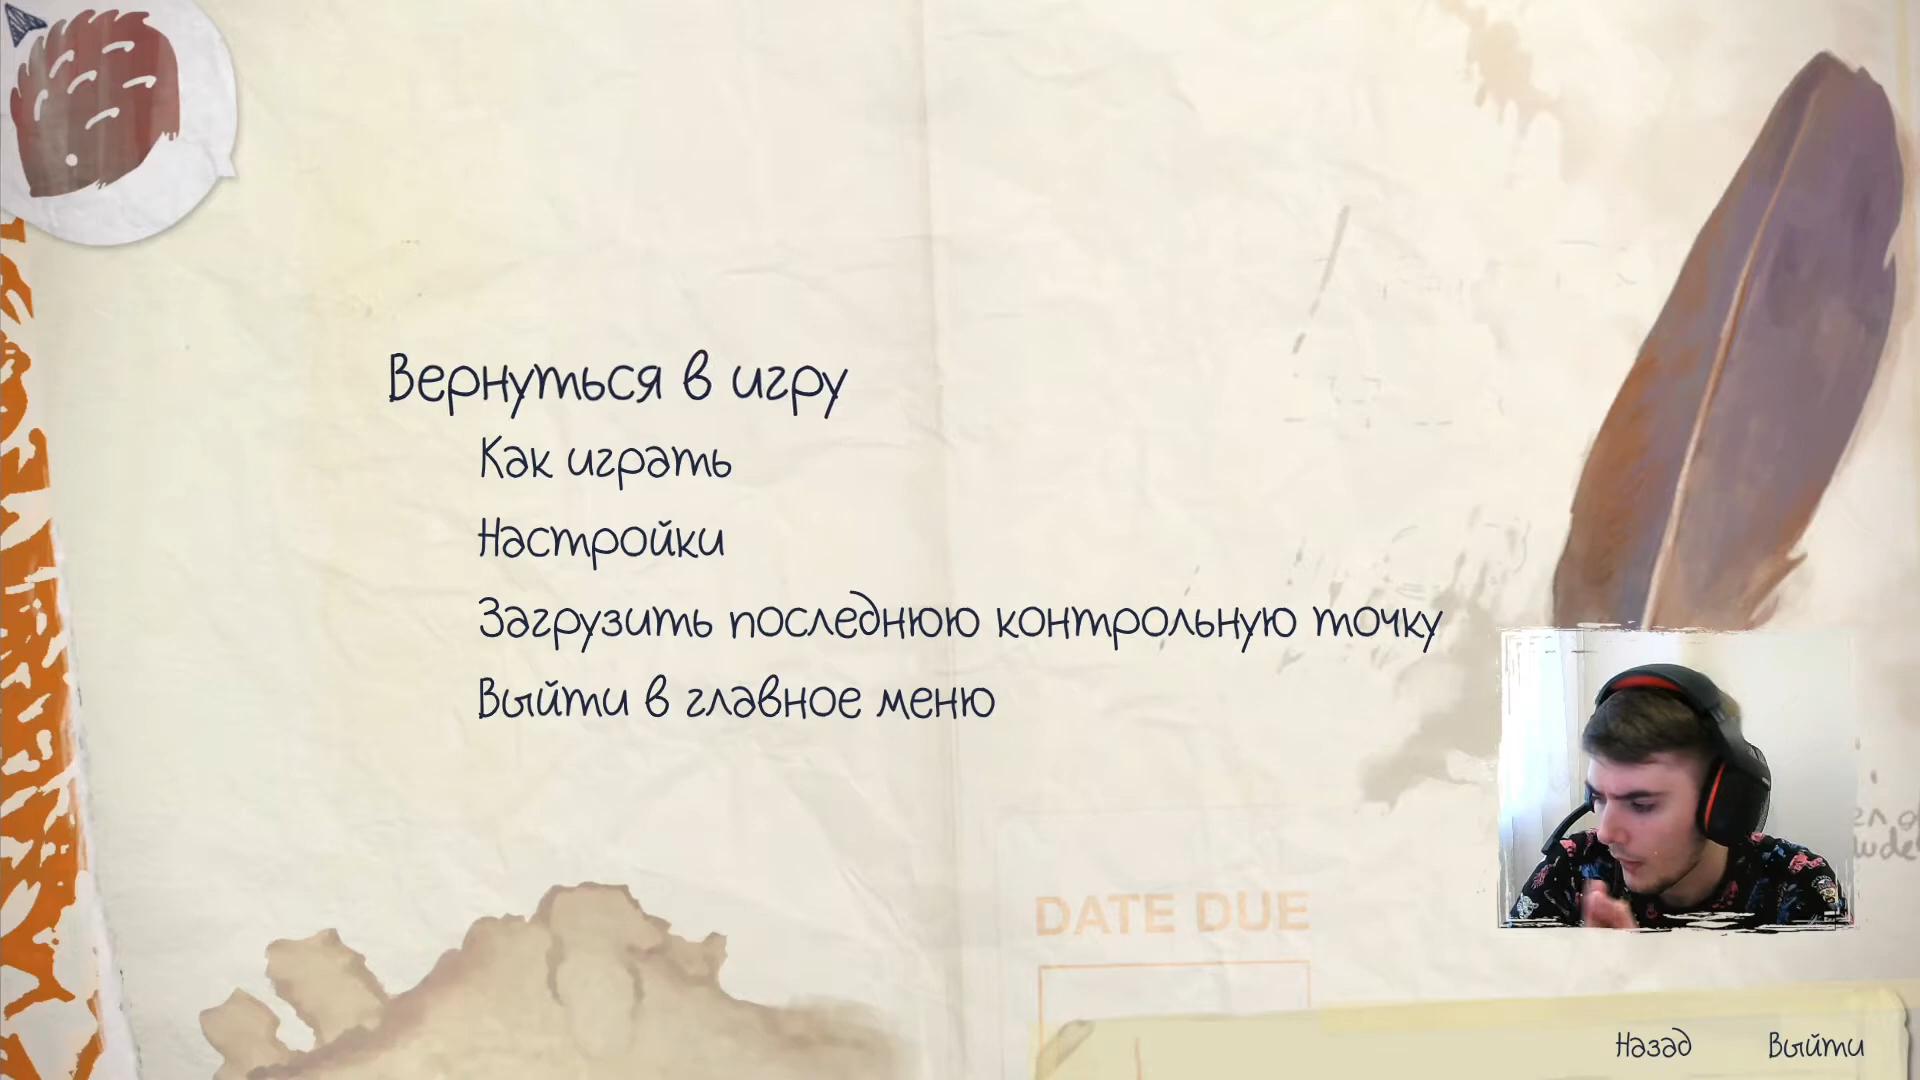 Вернуться в игру
Как играть
Настройки
Загрузить последнюю контрольную точку
Выйти в главное меню
DATE DUE
Назад Выйти